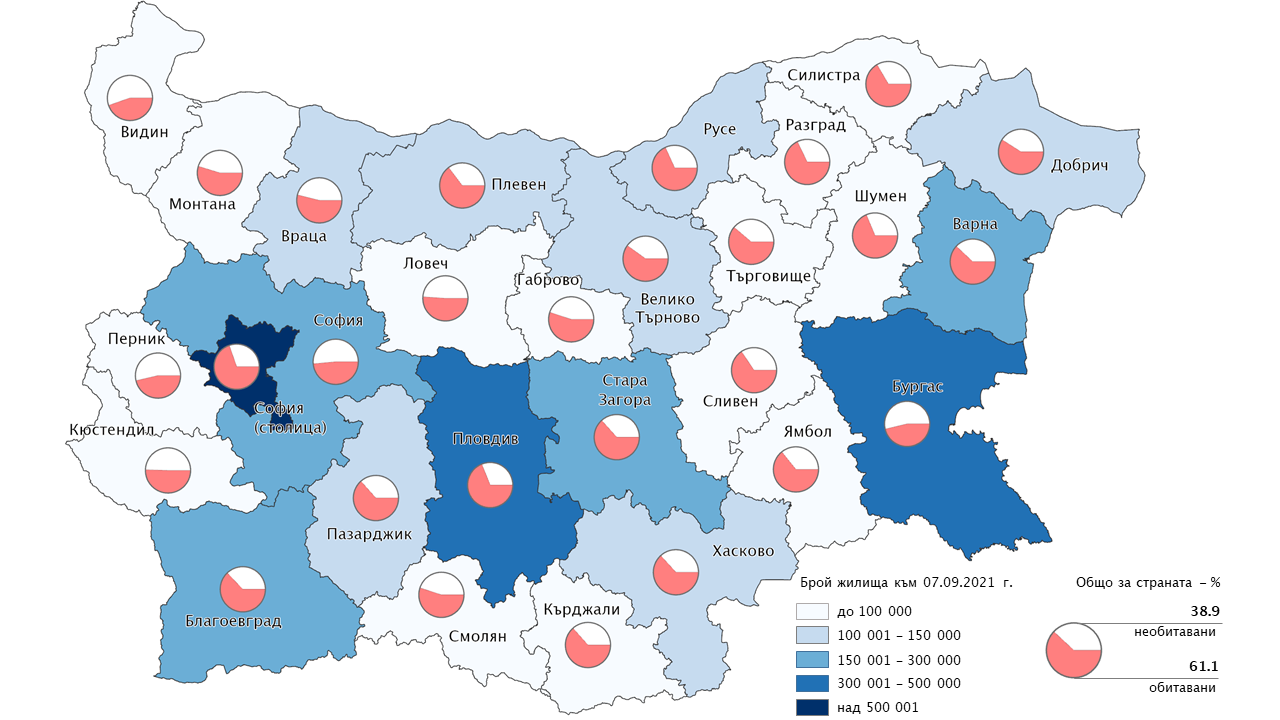 Силистра
Русе
Разград
Видин
Добрич
Плевен
Шумен
Монтана
Варна
Враца
Ловеч
Търговище
Габрово
Велико
Търново
София
Перник
Стара
Загора
Бургас
Сливен
София
(столица)
Кюстендил
Ямбол
Пловдив
Пазарджик
Хасково
Благоевград
Кърджали
Смолян
Брой жилища към 07.09.2021 г.
до 100 000
100 001 – 150 000
150 001 – 300 000
300 001 – 500 000
над 500 001
Общо за страната – %
38.9
необитавани
61.1
обитавани